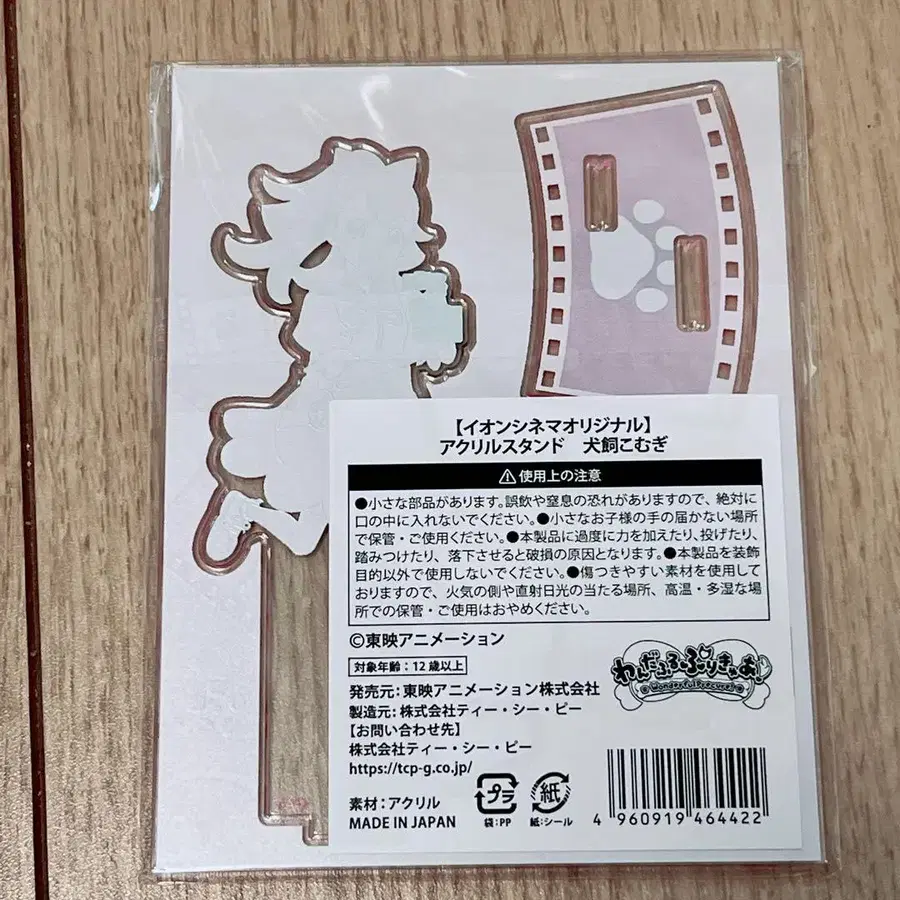 【イオンシネマオリジナル】
アクリルスタンド　犬飼こむぎ
使用上の注意
●小さな部品があります。誤飲や窒息の恐れがありますので、絶対に
口の中に入れないでください。●小さなお子様の手の届かない場所
で保管・ご使用ください。●本製品に過度に力を加えたり、投げたり、
踏みつけたり、落下させると破損の原因となります。●本製品を装飾
目的以外で使用しないでください。●傷つきやすい素材を使用して
おりますので、火気の側や直射日光の当たる場所、高温・多湿な場
所での保管・ご使用はおやめください。
©東映アニメーション
対象年齢：12歳以上
わんだふるぷりきゅあ!
Wonderful Precure!
発売元：東映アニメーション株式会社
製造元：株式会社ティー・シー・ピー
【お問い合わせ先】
株式会社ティー・シー・ピー
https://tcp-g.co.jp/
素材：アクリル
MADE IN JAPAN
プラ
袋：PP
紙
紙：シール
4 960919 464422